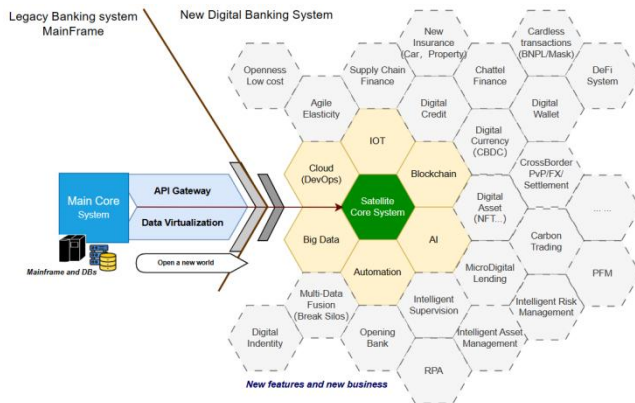 Legacy Banking system
MainFrame
New Digital Banking System
New
Insurance
(Car, Property)
Cardless
transactions
(BNPL/Mask)
Openness
Low cost
Supply Chain
Finance
Chattel
Finance
DeFi
System
Agile
Elasticity
Digital
Credit
Digital
Wallet
IOT
Digital
Currency
(CBDC)
Cloud
(DevOps)
Blockchain
CrossBorder
PvP/FX/
Settlement
Main Core
System
API Gateway
Data Virtualization
Satellite
Core System
Digital
Asset
(NFT...)
... ...
Mainframe and DBs
Open a new world
Big Data
AI
Carbon
Trading
Automation
MicroDigital
Lending
PFM
Multi-Data
Fusion
(Break Silos)
Intelligent
Supervision
Intelligent Risk
Management
Digital
Indentity
Opening
Bank
Intelligent Asset
Management
RPA
New features and new business